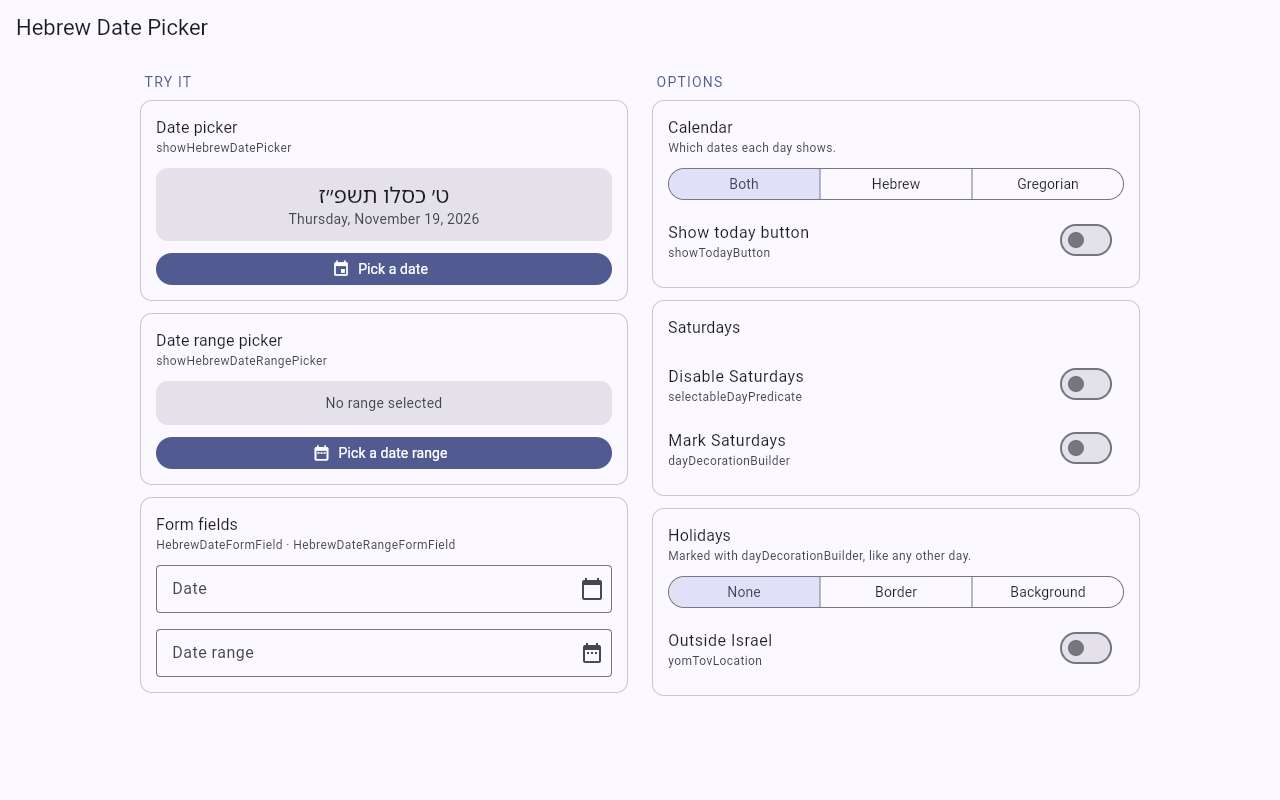 Hebrew Date Picker
TRY IT
Date picker
showHebrewDatePicker
ט׳ כסלו תשפ״ז
Thursday, November 19, 2026
Pick a date
Date range picker
showHebrewDateRangePicker
No range selected
Pick a date range
Form fields
HebrewDateFormField · HebrewDateRangeFormField
Date
Date range
OPTIONS
Calendar
Which dates each day shows.
Both Hebrew Gregorian
Show today button
showTodayButton
Saturdays
Disable Saturdays
selectableDayPredicate
Mark Saturdays
dayDecorationBuilder
Holidays
Marked with dayDecorationBuilder, like any other day.
None Border Background
Outside Israel
yomTovLocation